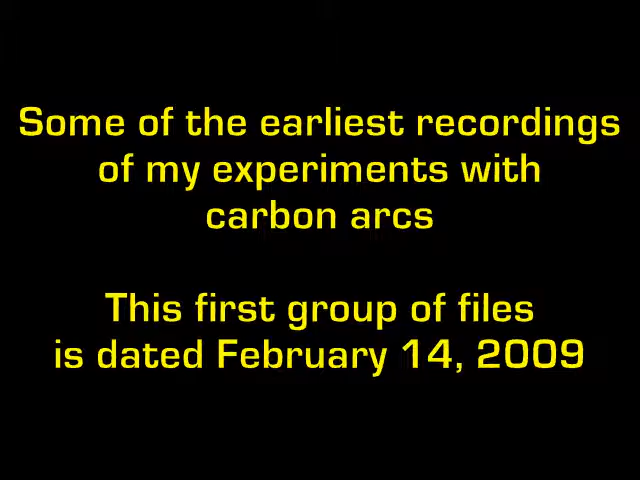 Some of the earliest recordings
of my experiments with
carbon arcs
This first group of files
is dated February 14, 2009